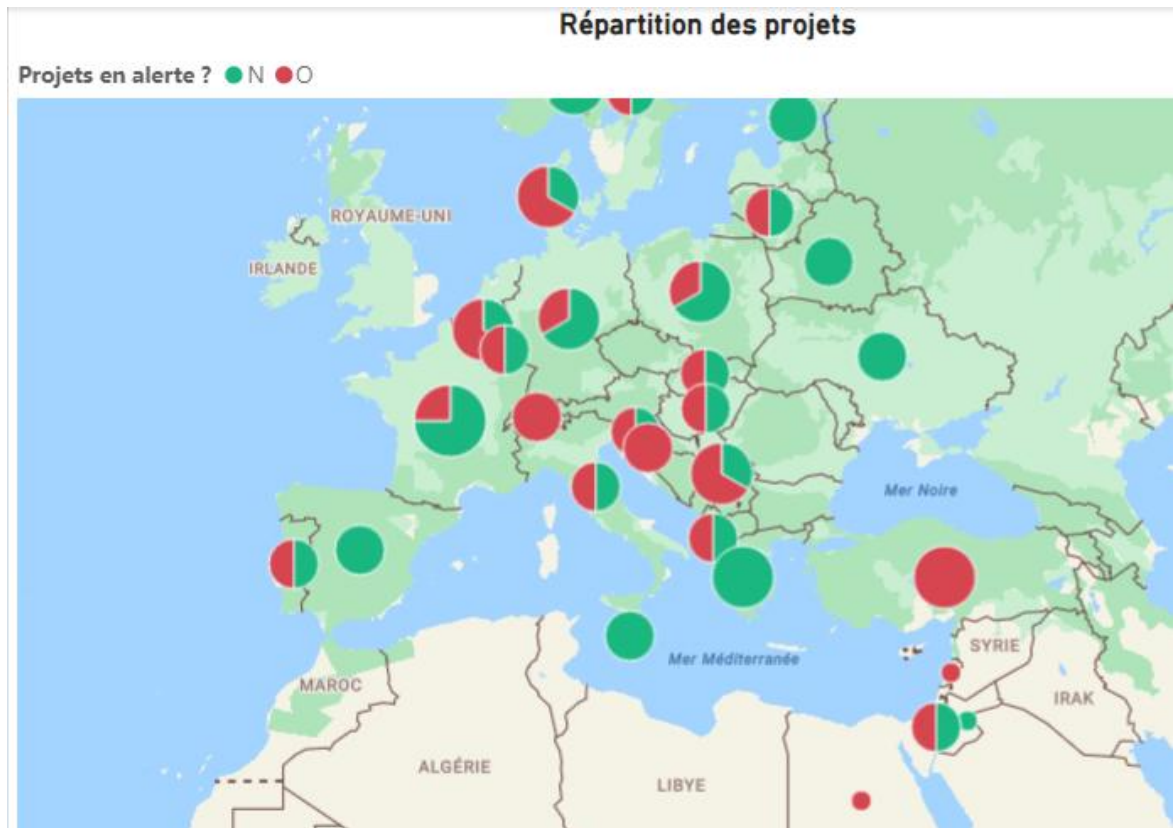 Répartition des projets
Projets en alerte ? N O
ROYAUME-UNI
IRLANDE
Mer Noire
Mer Méditerranée
SYRIE
MAROC
IRAK
ALGÉRIE
LIBYE